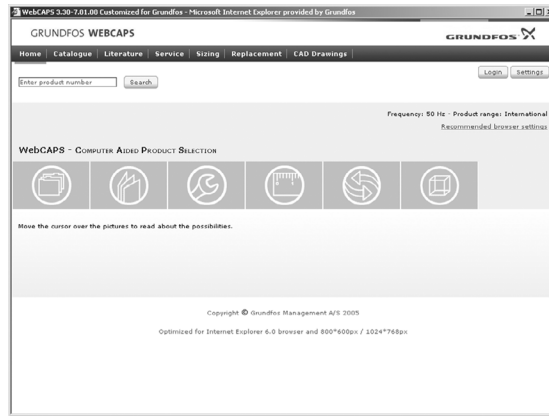 WebCAPS 3.30-7.01.00 Customized for Grundfos - Microsoft Internet Explorer provided by Grundfos
GRUNDFOS WEBCAPS
GRUNDFOS
Home | Catalogue | Literature | Service | Sizing | Replacement | CAD Drawings |
Login Settings
Enter product number Search
Frequency: 50 Hz - Product range: International
Recommended browser settings
WebCAPS - Computer Aided Product Selection
Move the cursor over the pictures to read about the possibilities.
Copyright © Grundfos Management A/S 2005
Optimized for Internet Explorer 6.0 browser and 800*600px / 1024*768px